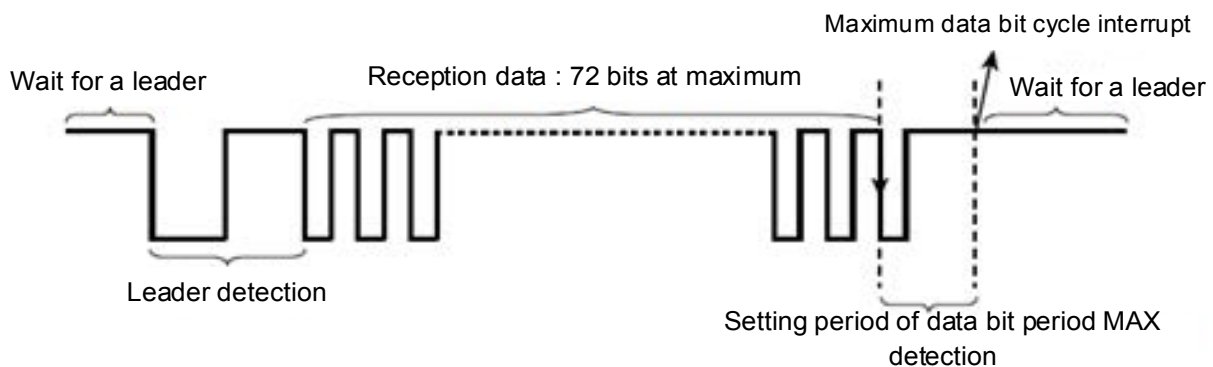 Maximum data bit cycle interrupt
Wait for a leader
Reception data : 72 bits at maximum
Wait for a leader
Leader detection
Setting period of data bit period MAX
detection